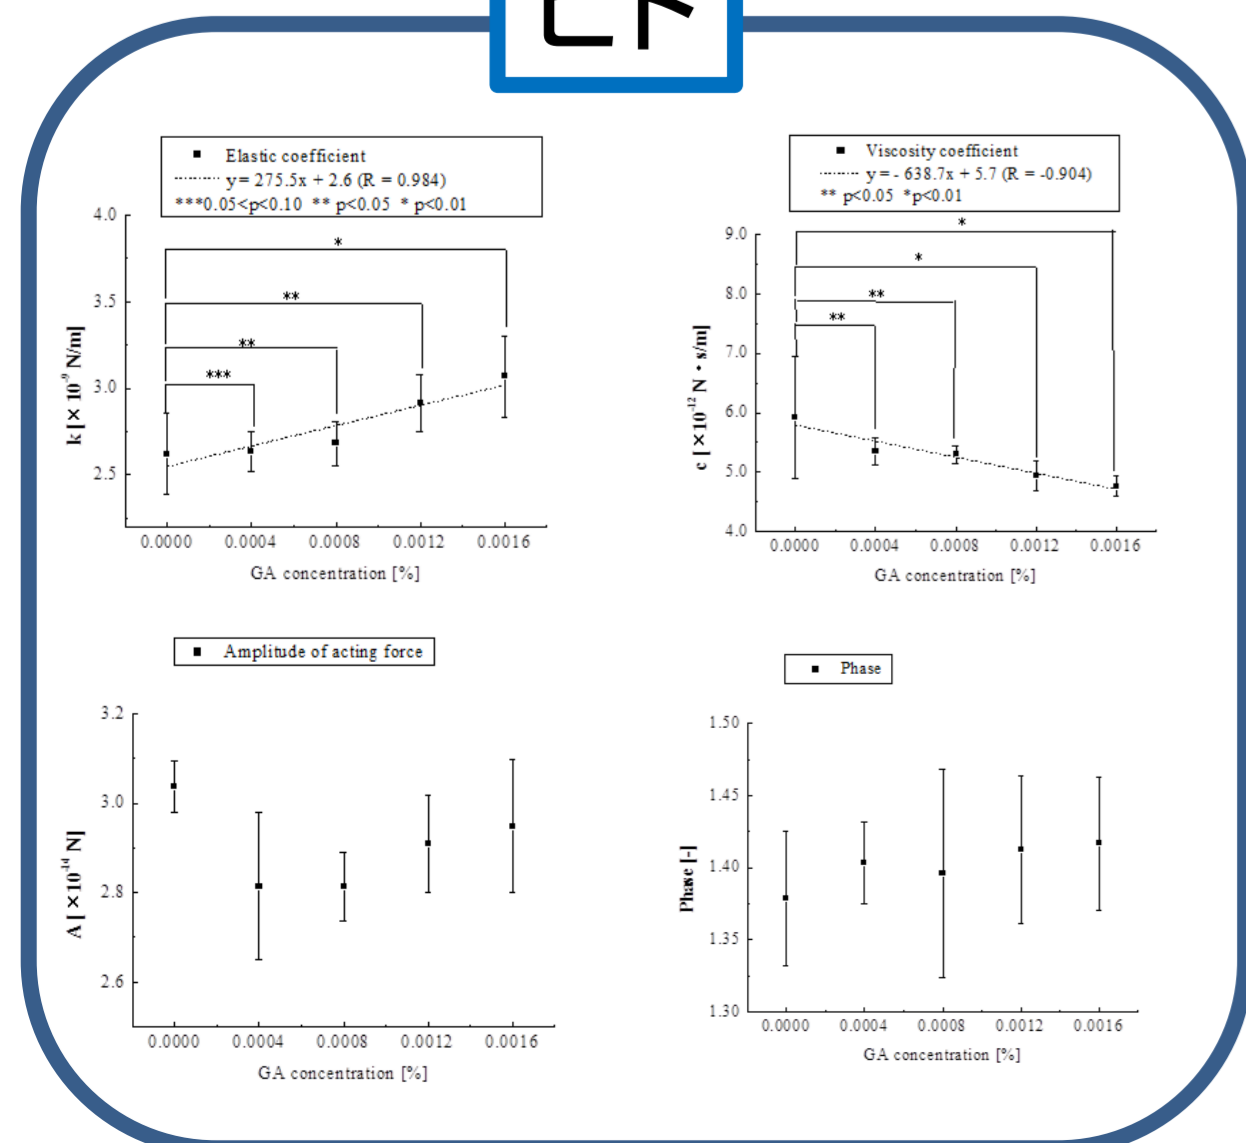 Elastic coefficient
y = 275.5x + 2.6 (R = 0.984)
***0.05<p<0.10 ** p<0.05 * p<0.01
4.0
3.5
3.0
2.5
k [×10⁻⁹ N/m]
*
**
**
***
0.0000 0.0004 0.0008 0.0012 0.0016
GA concentration [%]
Viscosity coefficient
y = - 638.7x + 5.7 (R = -0.904)
** p<0.05 *p<0.01
9.0
8.0
7.0
6.0
5.0
4.0
c [×10⁻¹² N・s/m]
*
*
**
**
0.0000 0.0004 0.0008 0.0012 0.0016
GA concentration [%]
Amplitude of acting force
3.2
3.0
2.8
2.6
A [×10⁻¹⁴ N]
0.0000 0.0004 0.0008 0.0012 0.0016
GA concentration [%]
Phase
1.50
1.45
1.40
1.35
1.30
Phase [-]
0.0000 0.0004 0.0008 0.0012 0.0016
GA concentration [%]